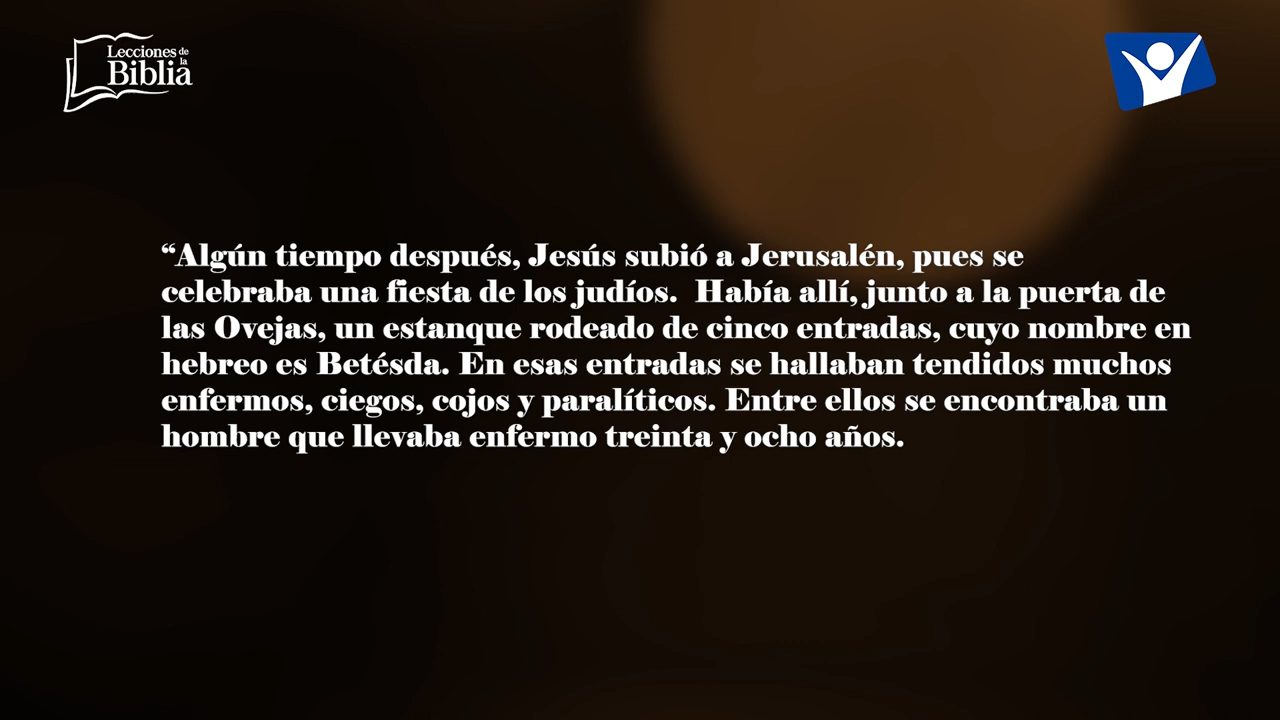 Lecciones de
la
Biblia
“Algún tiempo después, Jesús subió a Jerusalén, pues se
celebraba una fiesta de los judíos.  Había allí, junto a la puerta de
las Ovejas, un estanque rodeado de cinco entradas, cuyo nombre en
hebreo es Betésda. En esas entradas se hallaban tendidos muchos
enfermos, ciegos, cojos y paralíticos. Entre ellos se encontraba un
hombre que llevaba enfermo treinta y ocho años.